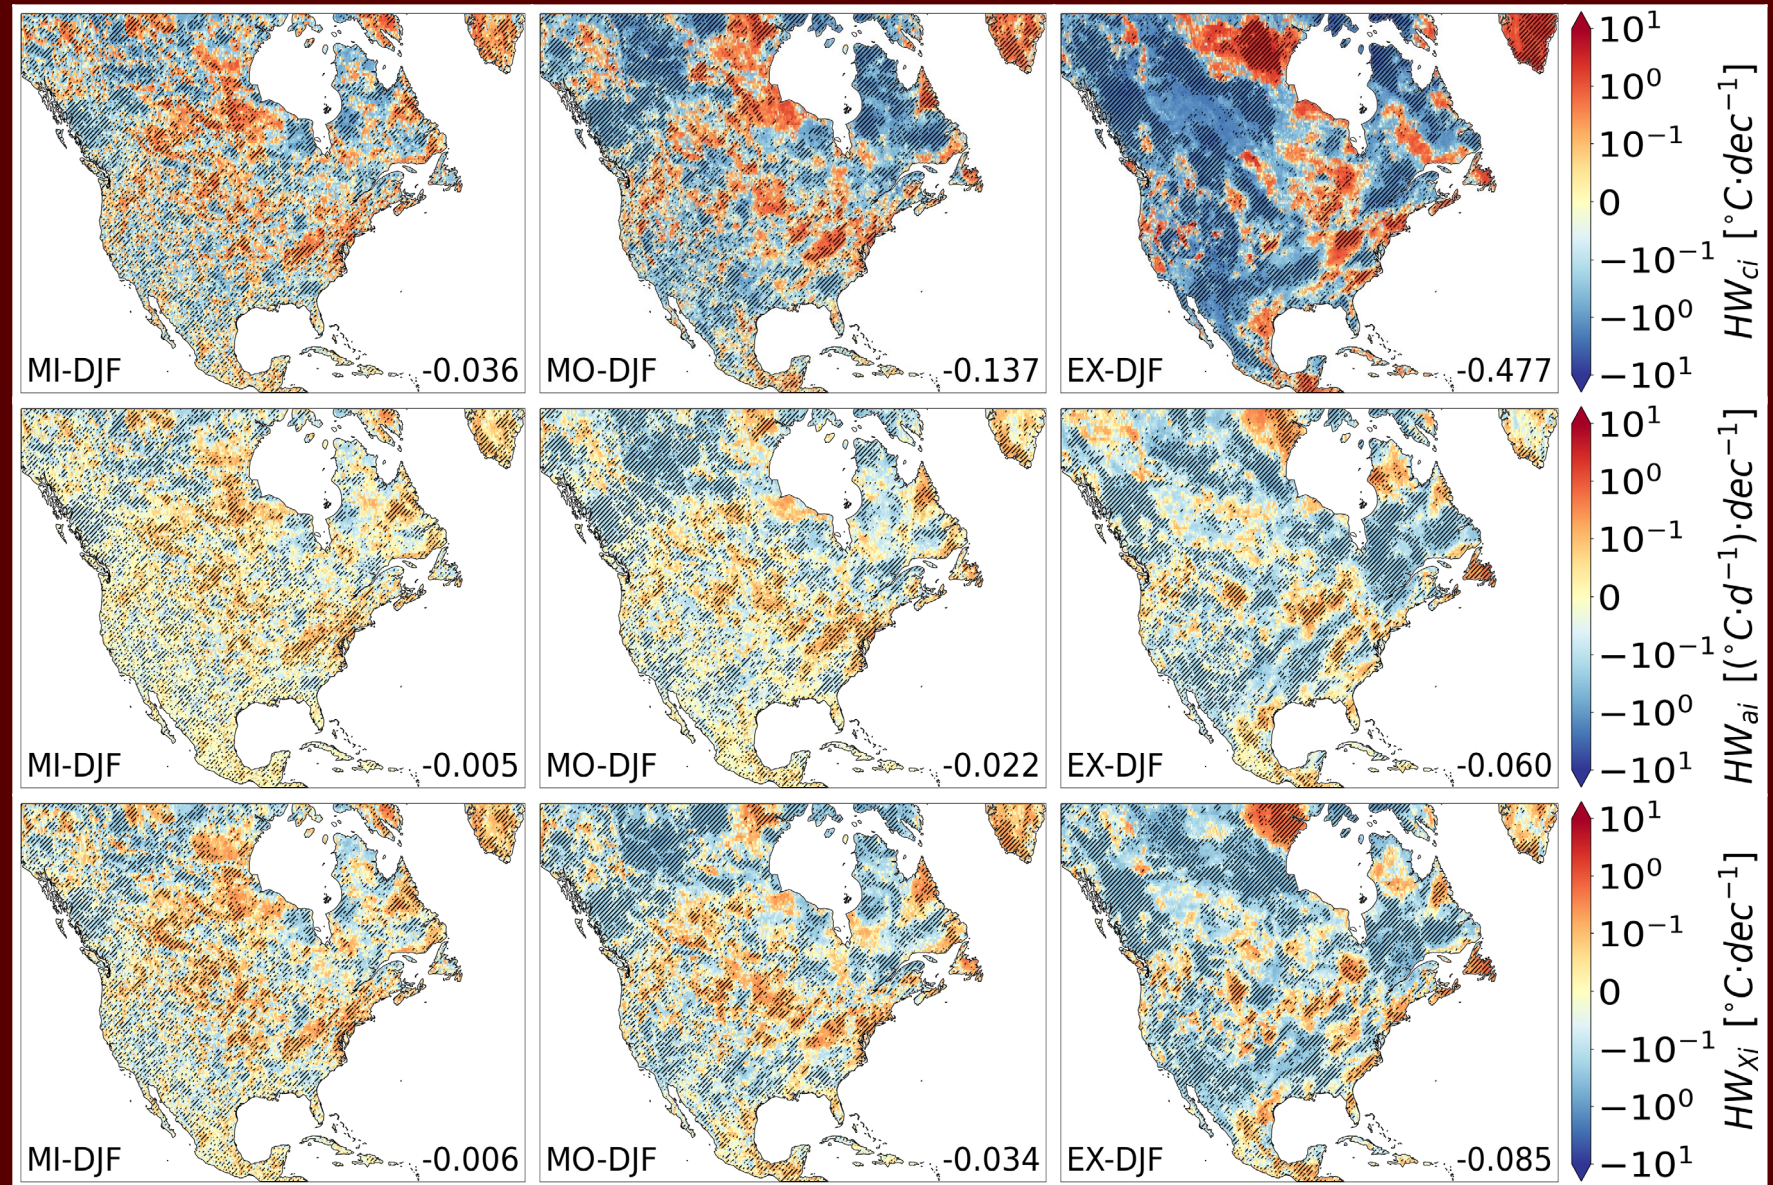 MI-DJF -0.036
MO-DJF -0.137
EX-DJF -0.477
10¹
10⁰
10⁻¹
0
−10⁻¹
−10⁰
−10¹
HW_ci [°C·dec⁻¹]
MI-DJF -0.005
MO-DJF -0.022
EX-DJF -0.060
10¹
10⁰
10⁻¹
0
−10⁻¹
−10⁰
−10¹
HW_ai [(°C·d⁻¹)·dec⁻¹]
MI-DJF -0.006
MO-DJF -0.034
EX-DJF -0.085
10¹
10⁰
10⁻¹
0
−10⁻¹
−10⁰
−10¹
HW_Xi [°C·dec⁻¹]